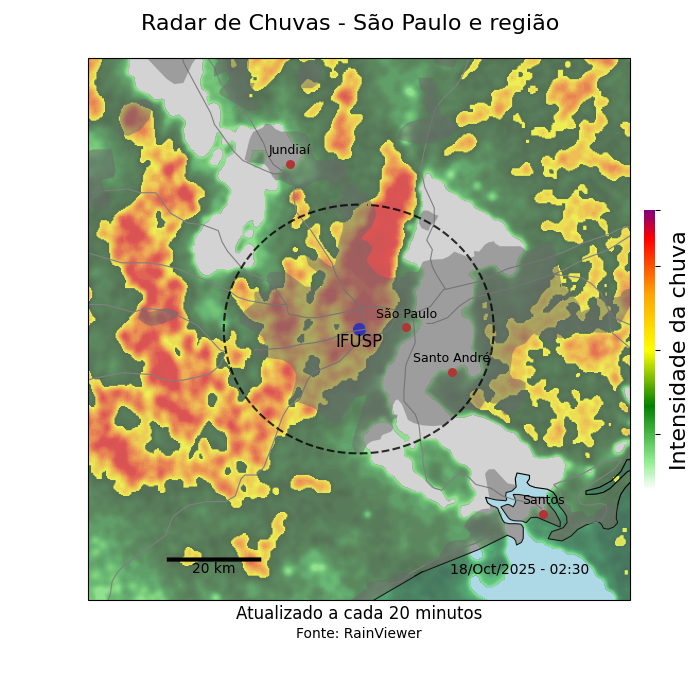 Radar de Chuvas - São Paulo e região
Jundiaí
São Paulo
IFUSP
Santo André
Santos
20 km
18/Oct/2025 - 02:30
Intensidade da chuva
Atualizado a cada 20 minutos
Fonte: RainViewer